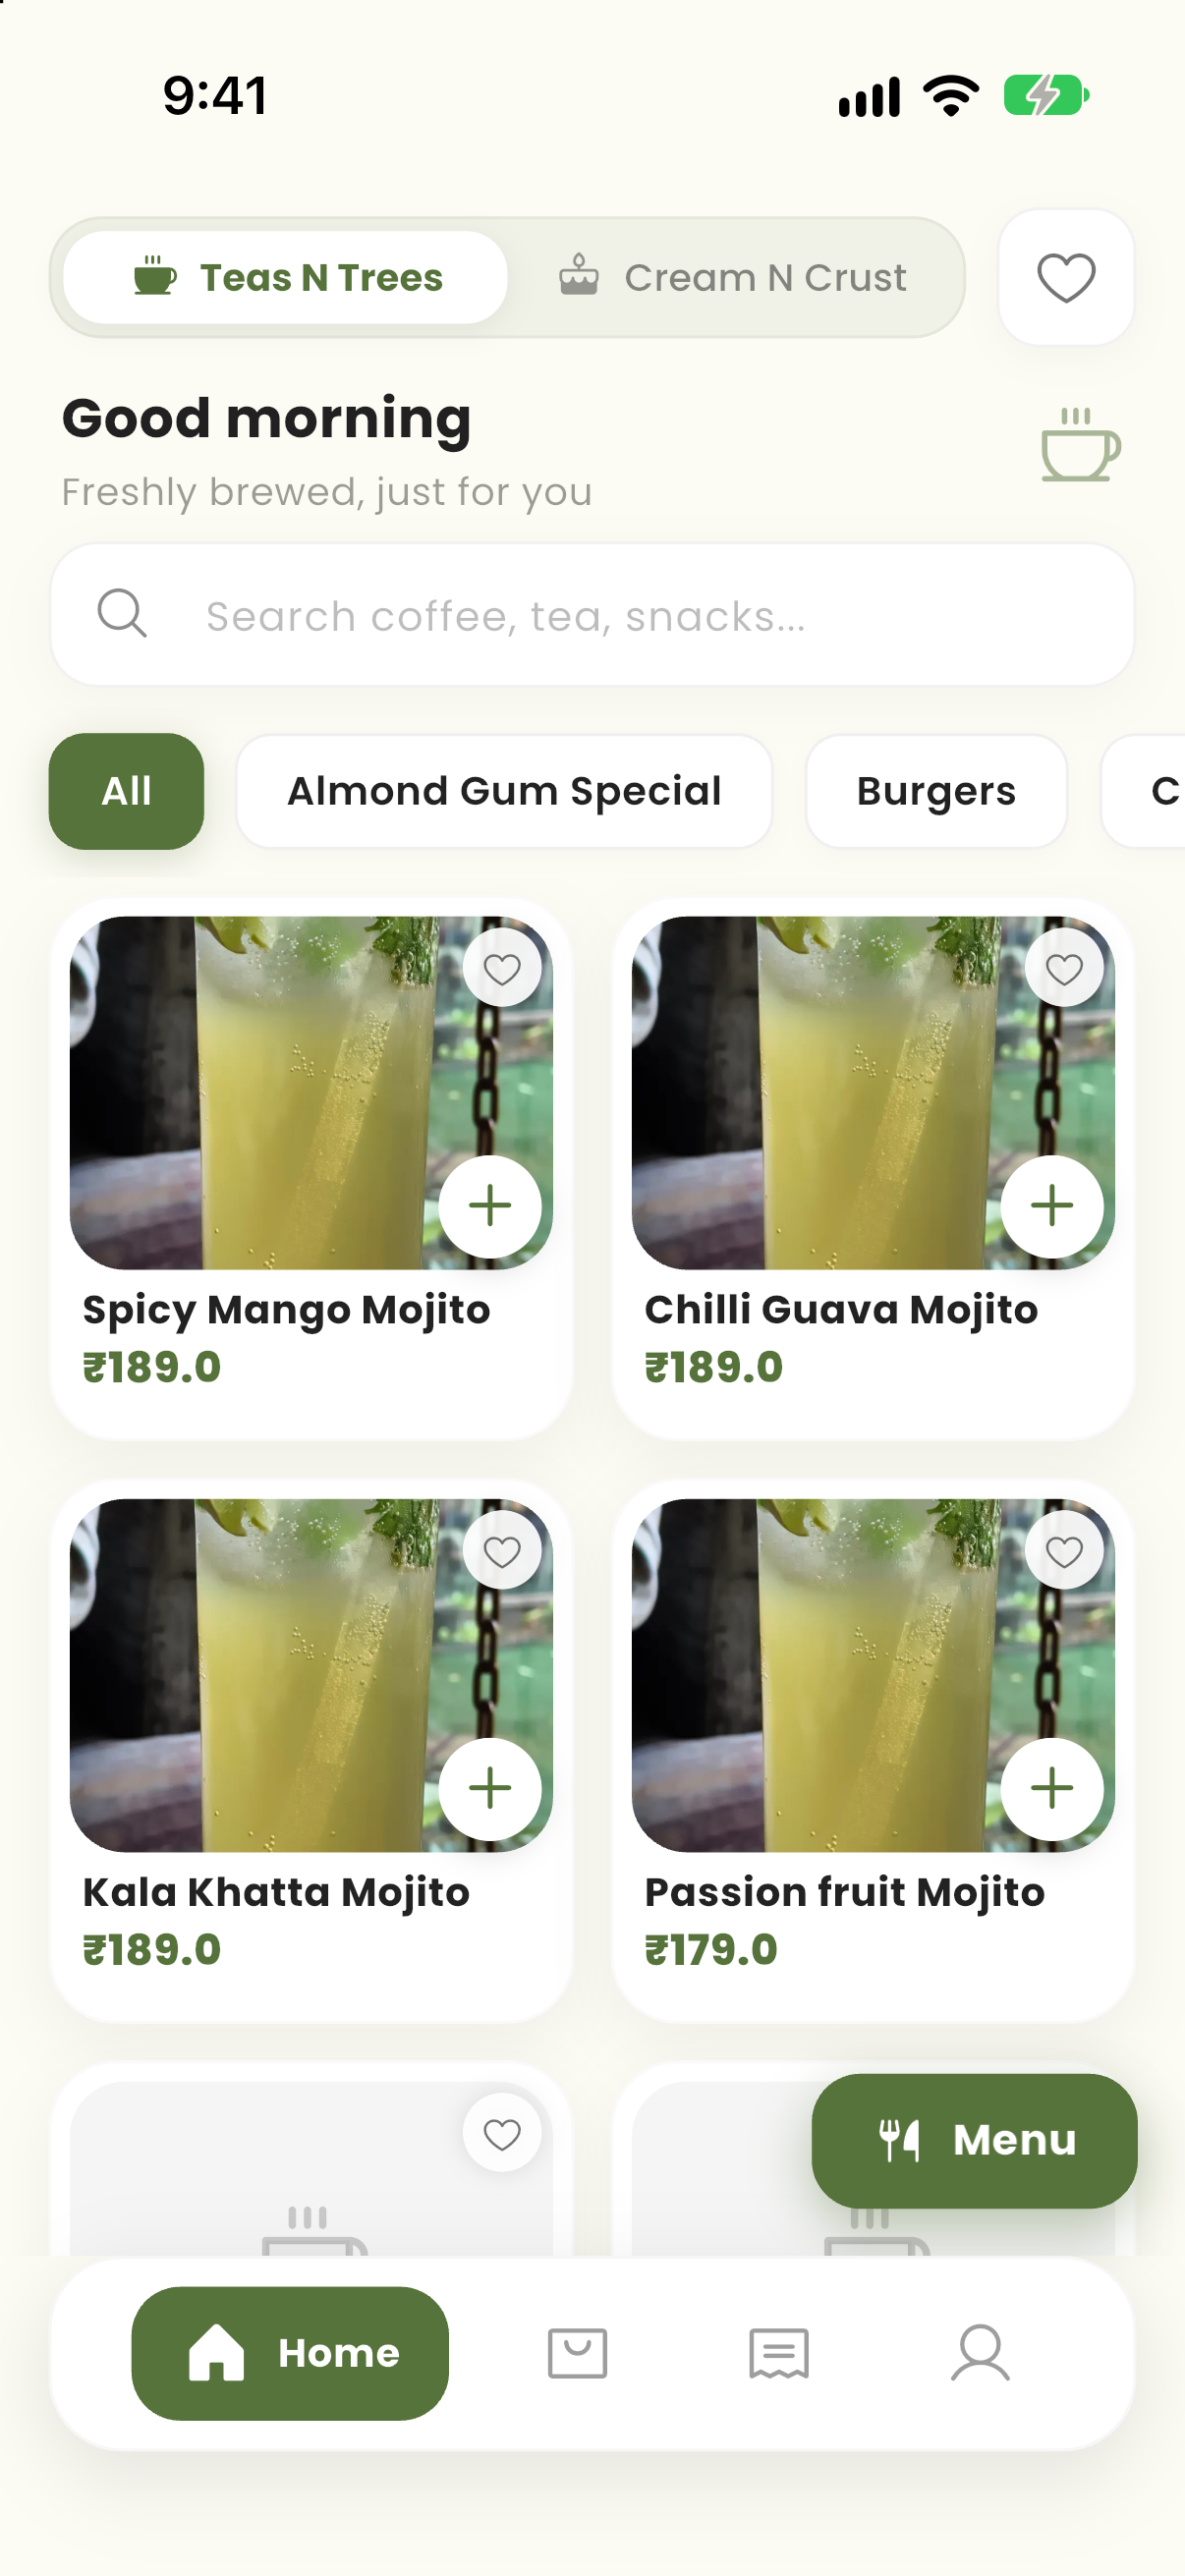 9:41
Teas N Trees
Cream N Crust
Good morning
Freshly brewed, just for you
Search coffee, tea, snacks...
All
Almond Gum Special
Burgers
C
Spicy Mango Mojito
₹189.0
Chilli Guava Mojito
₹189.0
Kala Khatta Mojito
₹189.0
Passion fruit Mojito
₹179.0
Menu
Home